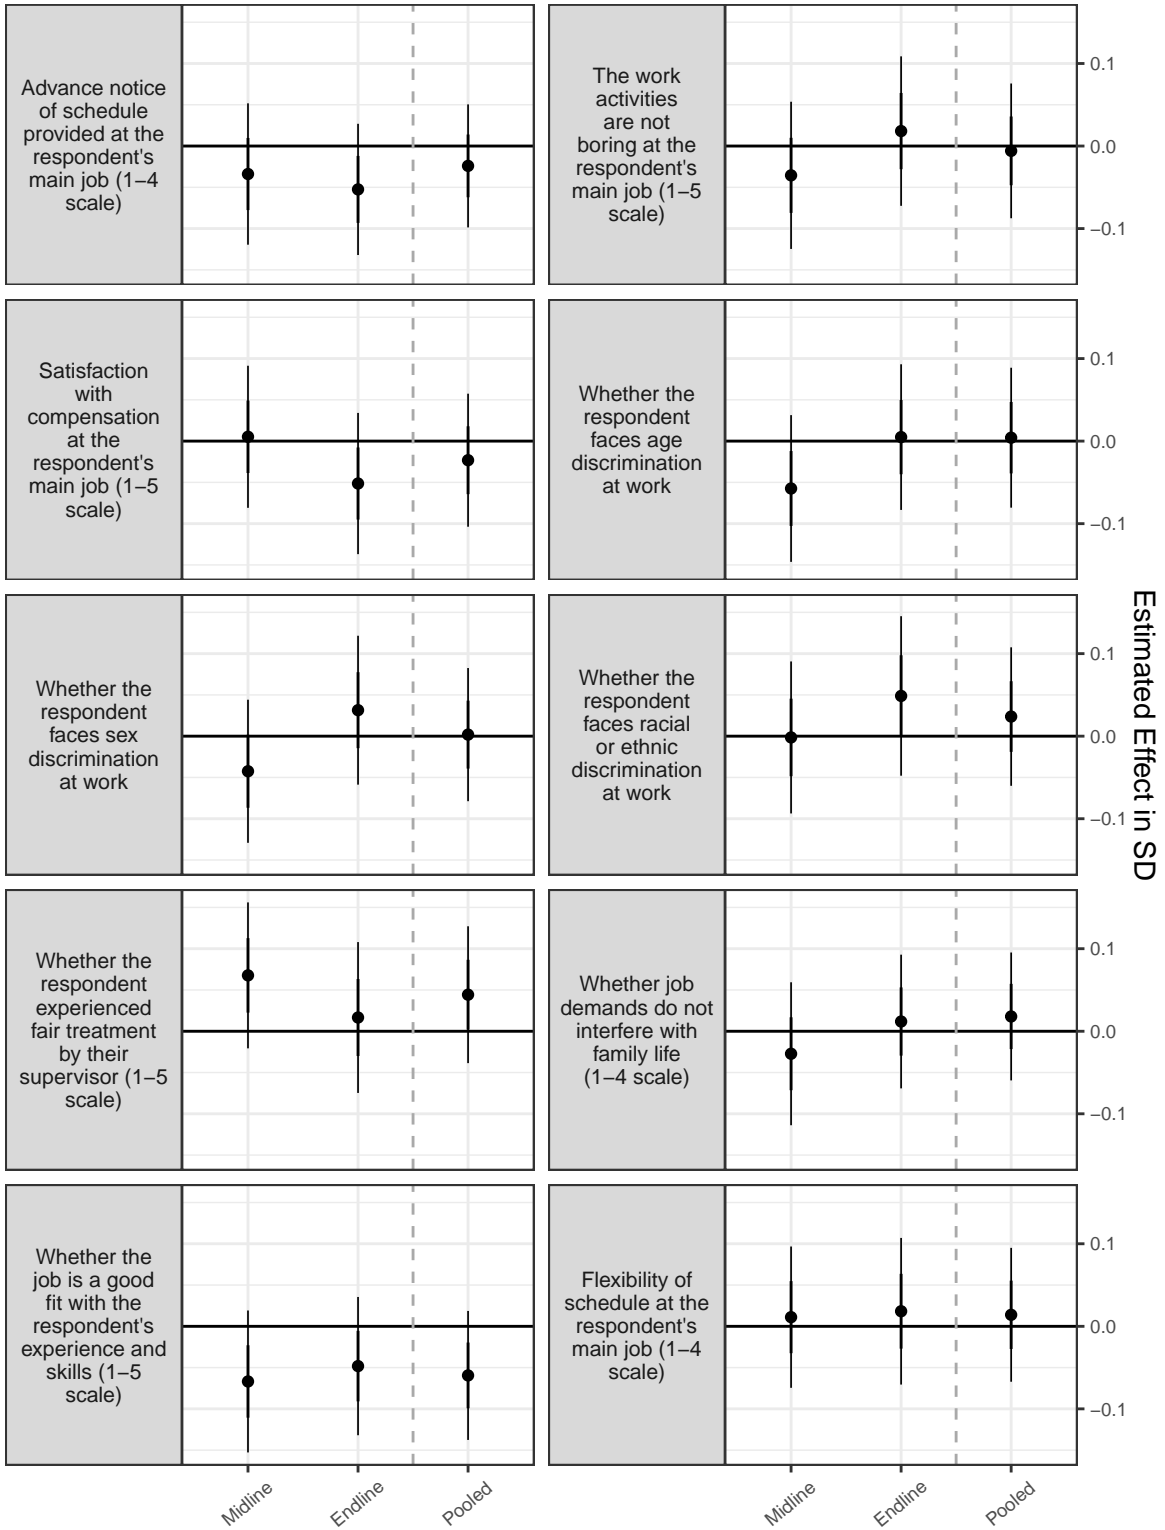 Advance notice
of schedule
provided at the
respondent's
main job (1−4
scale)
The work
activities
are not
boring at the
respondent's
main job (1−5
scale)
0.1
0.0
−0.1
Satisfaction
with
compensation
at the
respondent's
main job (1−5
scale)
Whether the
respondent
faces age
discrimination
at work
0.1
0.0
−0.1
Whether the
respondent
faces sex
discrimination
at work
Whether the
respondent
faces racial
or ethnic
discrimination
at work
0.1
0.0
−0.1
Whether the
respondent
experienced
fair treatment
by their
supervisor (1−5
scale)
Whether job
demands do not
interfere with
family life
(1−4 scale)
0.1
0.0
−0.1
Whether the
job is a good
fit with the
respondent's
experience and
skills (1−5
scale)
Flexibility of
schedule at the
respondent's
main job (1−4
scale)
0.1
0.0
−0.1
Estimated Effect in SD
Midline
Endline
Pooled
Midline
Endline
Pooled